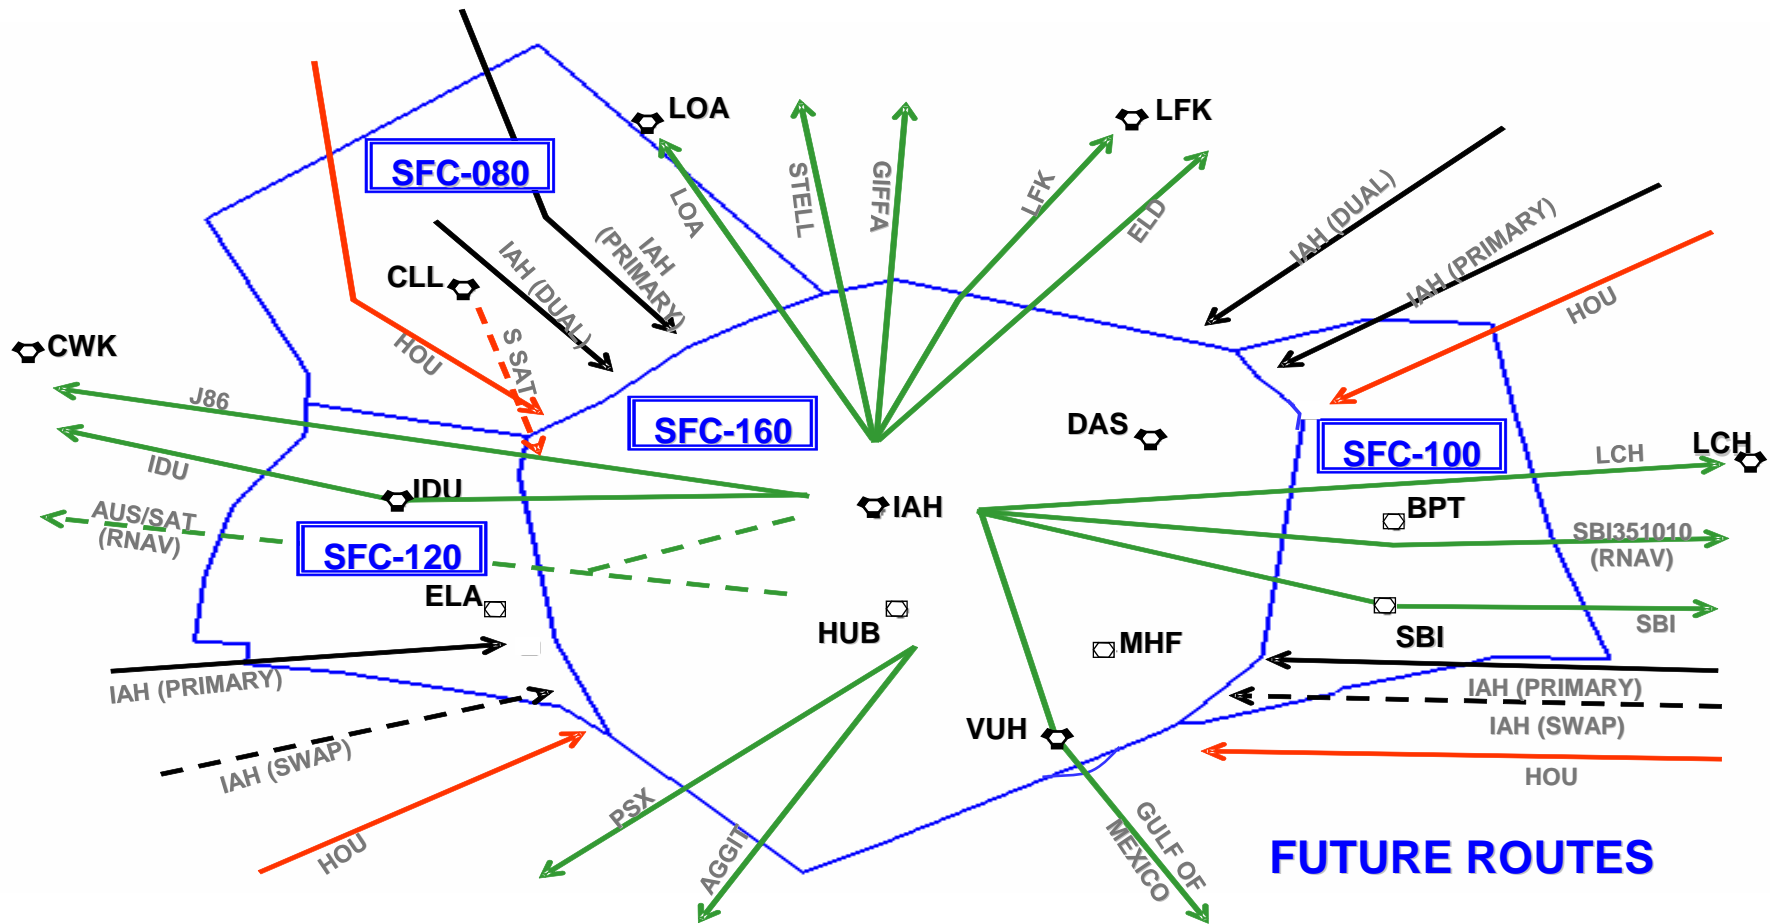 LOA
LFK
SFC-080
LOA
STELL
GIFFA
LFK
ELD
IAH (DUAL)
IAH (PRIMARY)
HOU
IAH
(PRIMARY)
IAH (DUAL)
CLL
HOU
S SAT
CWK
J86
SFC-160
DAS
SFC-100
LCH
LCH
IDU
IDU
IAH
BPT
AUS/SAT
(RNAV)
SFC-120
SBI351010
(RNAV)
ELA
HUB
MHF
SBI
SBI
IAH (PRIMARY)
IAH (PRIMARY)
IAH (SWAP)
IAH (SWAP)
VUH
HOU
HOU
PSX
AGGIT
GULF OF
MEXICO
FUTURE ROUTES